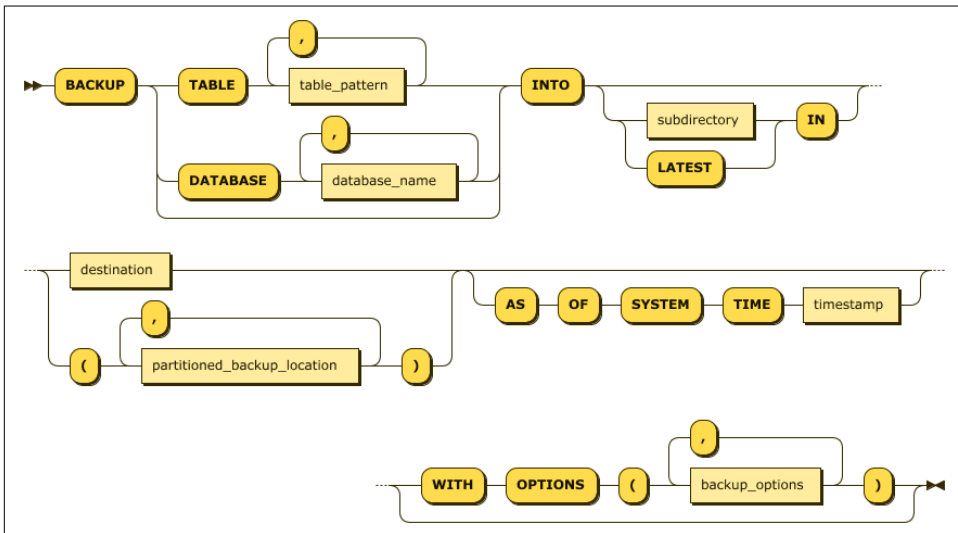 ,
BACKUP TABLE table_pattern INTO subdirectory IN
LATEST
,
DATABASE database_name
destination
AS OF SYSTEM TIME timestamp
,
( partitioned_backup_location )
,
WITH OPTIONS ( backup_options )